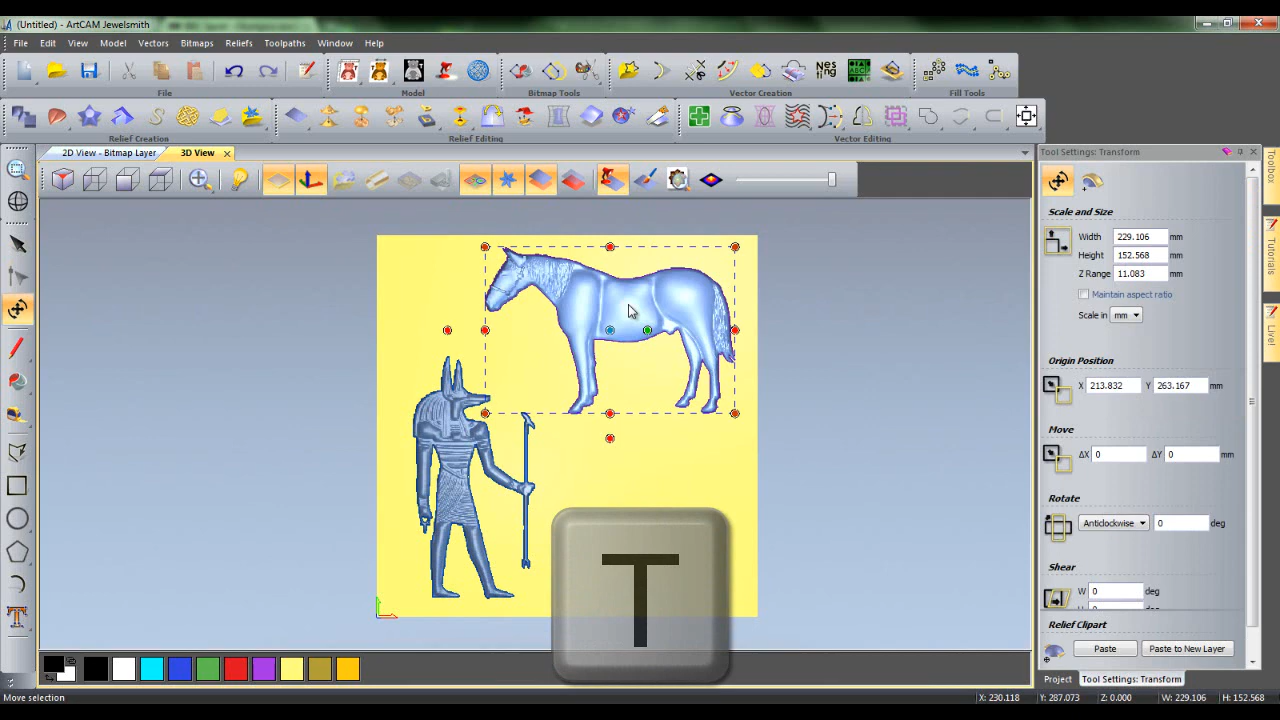 (Untitled) - ArtCAM Jewelsmith
File Edit View Model Vectors Bitmaps Reliefs Toolpaths Window Help
File Model Bitmap Tools Vector Creation Fill Tools
Relief Creation Relief Editing Vector Editing
2D View - Bitmap Layer 3D View
Tool Settings: Transform
Toolbox
Tutorials
Live!
Scale and Size
Width 229.106 mm
Height 152.568 mm
Z Range 11.083 mm
Maintain aspect ratio
Scale in mm
Origin Position
X 213.832 Y 263.167 mm
Move
ΔX 0 ΔY 0 mm
Rotate
Anticlockwise 0 deg
Shear
W 0 deg
Relief Clipart
Paste Paste to New Layer
Project Tool Settings: Transform
T
Move selection X: 230.118 Y: 287.073 Z: 0.000 W: 229.106 H: 152.568